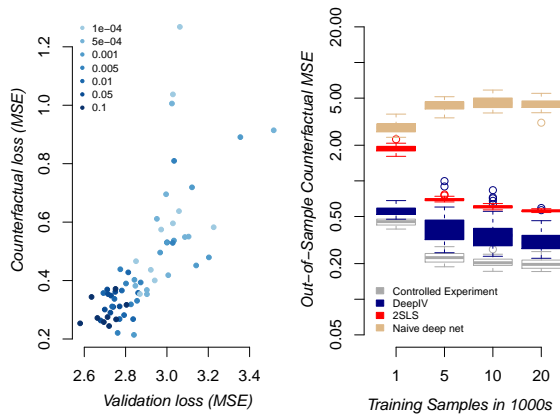 1e−04
5e−04
0.001
0.005
0.01
0.05
0.1
1.2
1.0
0.8
0.6
0.4
0.2
Counterfactual loss (MSE)
2.6 2.8 3.0 3.2 3.4
Validation loss (MSE)
20.00
5.00
2.00
0.50
0.20
0.05
Out−of−Sample Counterfactual MSE
Controlled Experiment
DeepIV
2SLS
Naive deep net
1 5 10 20
Training Samples in 1000s